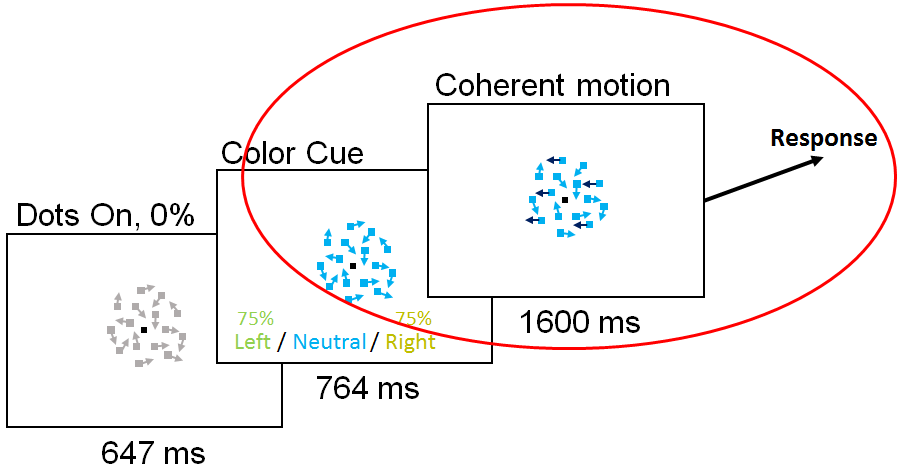 Dots On, 0%
647 ms
Color Cue
75% 75%
Left / Neutral / Right
764 ms
Coherent motion
1600 ms
Response